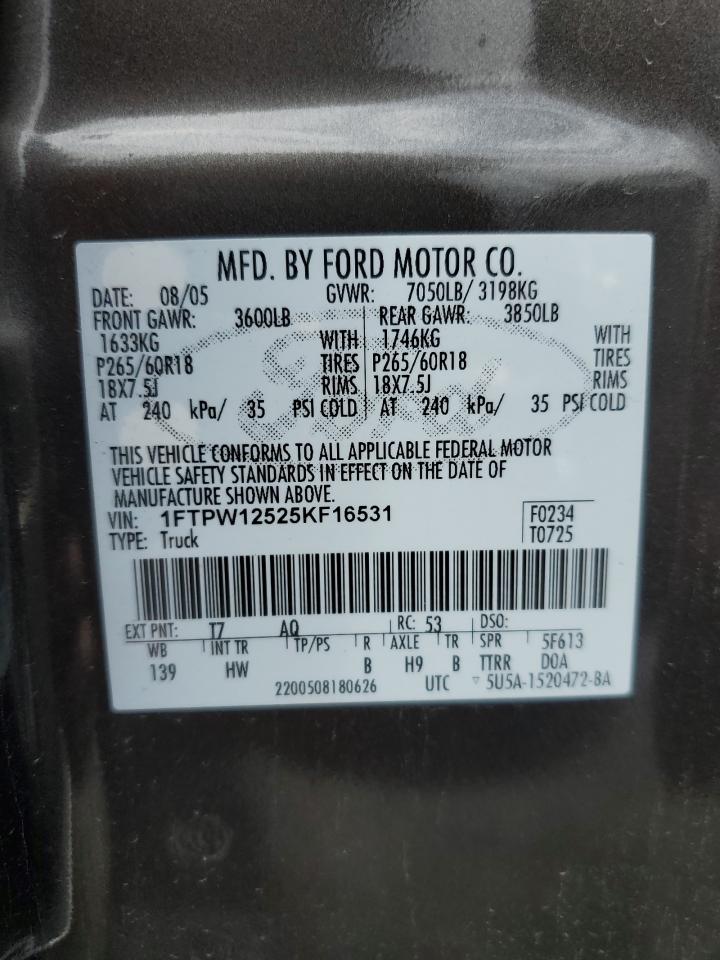 MFD. BY FORD MOTOR CO.
DATE: 08/05 GVWR: 7050LB/ 3198KG
FRONT GAWR: 3600LB REAR GAWR: 3850LB
1633KG WITH 1746KG WITH
P265/60R18 TIRES P265/60R18 TIRES
18X7.5J RIMS 18X7.5J RIMS
AT 240 kPa/ 35 PSI COLD AT 240 kPa/ 35 PSI COLD
THIS VEHICLE CONFORMS TO ALL APPLICABLE FEDERAL MOTOR
VEHICLE SAFETY STANDARDS IN EFFECT ON THE DATE OF
MANUFACTURE SHOWN ABOVE.
VIN: 1FTPW12525KF16531 F0234
TYPE: Truck T0725
EXT PNT: T7 AQ RC: 53 DSO:
WB INT TR TP/PS R AXLE TR SPR 5F613
139 HW B H9 B TTRR DOA
2200508180626 UTC ▽ 5U5A-1520472-BA